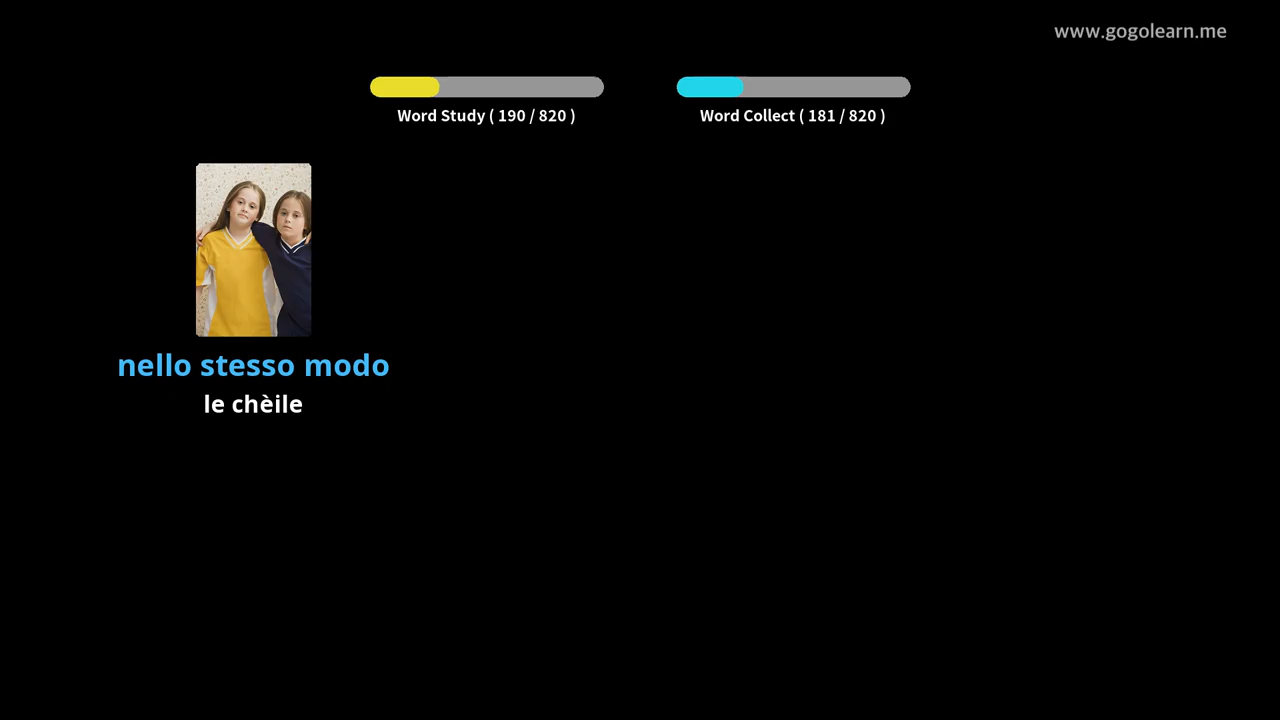 www.gogolearn.me
Word Study ( 190 / 820 )
Word Collect ( 181 / 820 )
nello stesso modo
le chèile